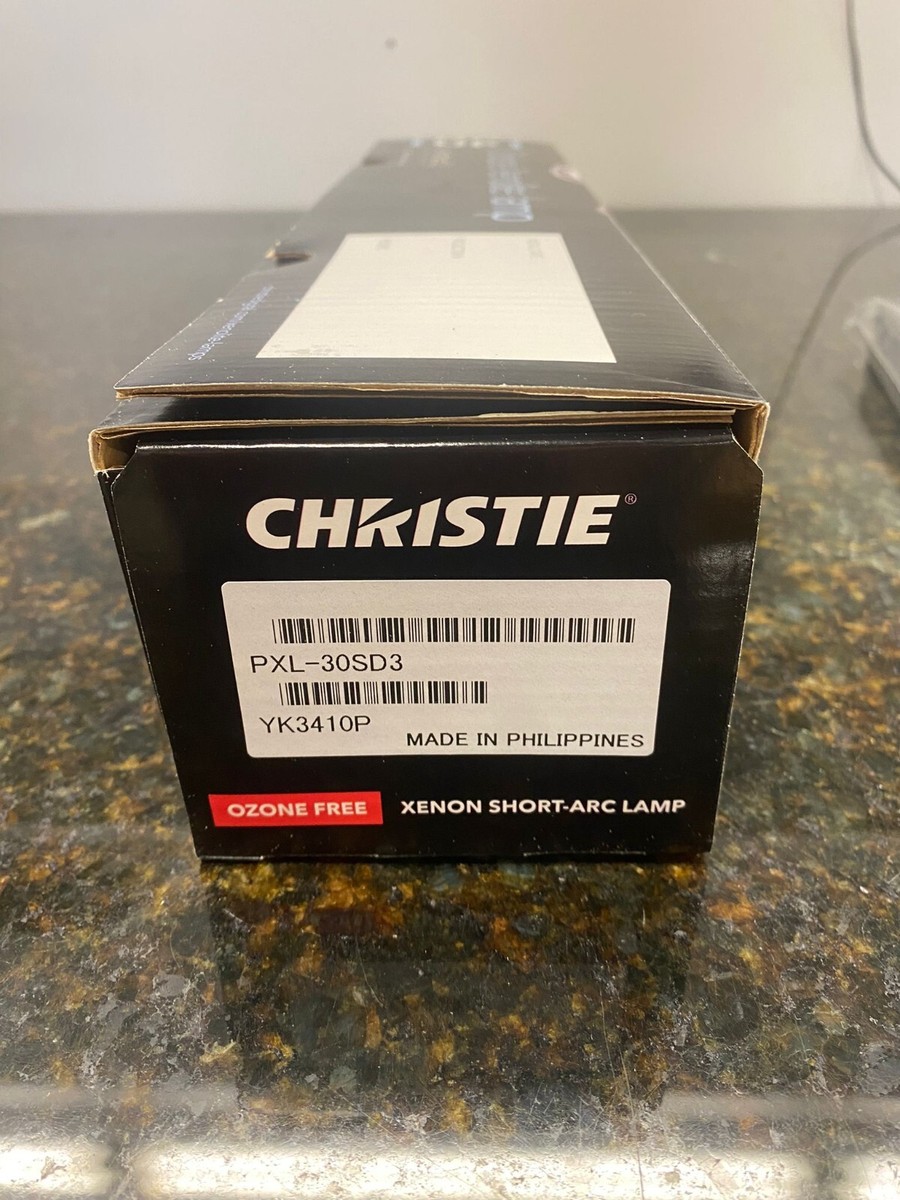 CHRISTIE®
PXL-30SD3
YK3410P
MADE IN PHILIPPINES
OZONE FREE XENON SHORT-ARC LAMP